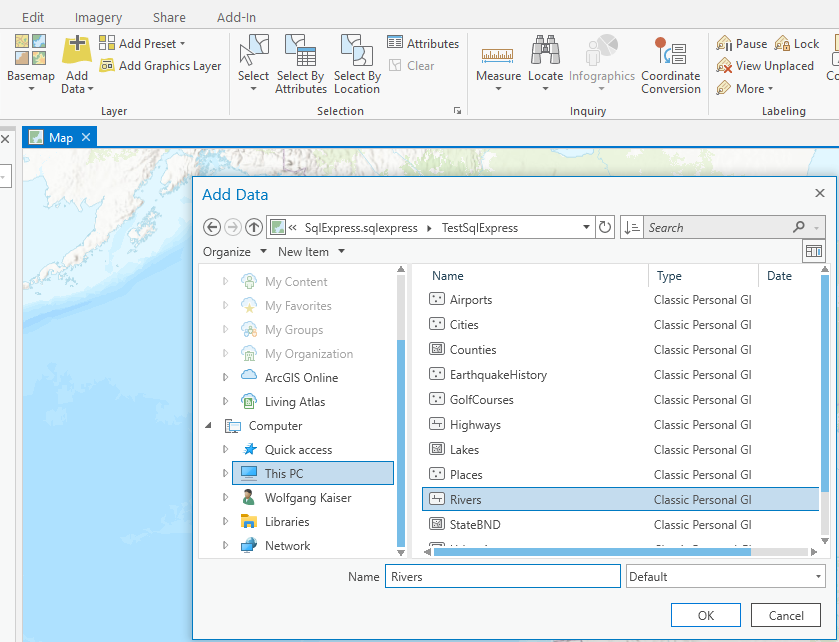 Edit Imagery Share Add-In
Basemap
Add Data
Add Preset
Add Graphics Layer
Layer
Select
Select By Attributes
Select By Location
Attributes
Clear
Selection
Measure
Locate
Infographics
Coordinate Conversion
Inquiry
Pause Lock
View Unplaced
More
Labeling
Co
Map
Add Data
« SqlExpress.sqlexpress TestSqlExpress
Search
Organize New Item
My Content
My Favorites
My Groups
My Organization
ArcGIS Online
Living Atlas
Computer
Quick access
This PC
Wolfgang Kaiser
Libraries
Network
Name Type Date
Airports Classic Personal GI
Cities Classic Personal GI
Counties Classic Personal GI
EarthquakeHistory Classic Personal GI
GolfCourses Classic Personal GI
Highways Classic Personal GI
Lakes Classic Personal GI
Places Classic Personal GI
Rivers Classic Personal GI
StateBND Classic Personal GI
Name Rivers Default
OK Cancel